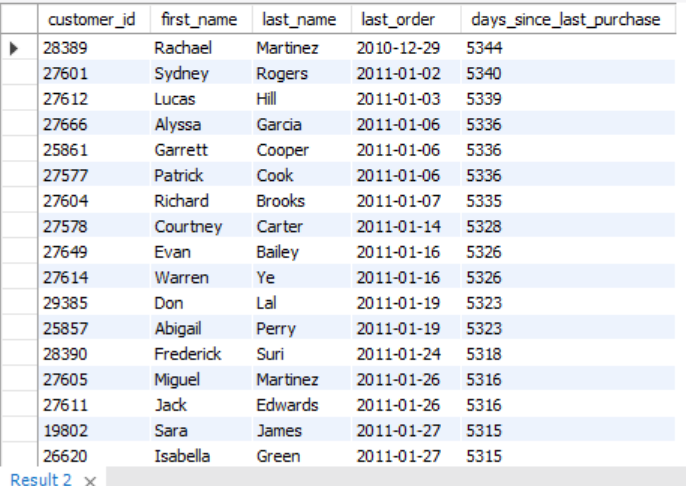 customer_id first_name last_name last_order days_since_last_purchase
28389 Rachael Martinez 2010-12-29 5344
27601 Sydney Rogers 2011-01-02 5340
27612 Lucas Hill 2011-01-03 5339
27666 Alyssa Garcia 2011-01-06 5336
25861 Garrett Cooper 2011-01-06 5336
27577 Patrick Cook 2011-01-06 5336
27604 Richard Brooks 2011-01-07 5335
27578 Courtney Carter 2011-01-14 5328
27649 Evan Bailey 2011-01-16 5326
27614 Warren Ye 2011-01-16 5326
29385 Don Lal 2011-01-19 5323
25857 Abigail Perry 2011-01-19 5323
28390 Frederick Suri 2011-01-24 5318
27605 Miguel Martinez 2011-01-26 5316
27611 Jack Edwards 2011-01-26 5316
19802 Sara James 2011-01-27 5315
26620 Isabella Green 2011-01-27 5315
Result 2 ×